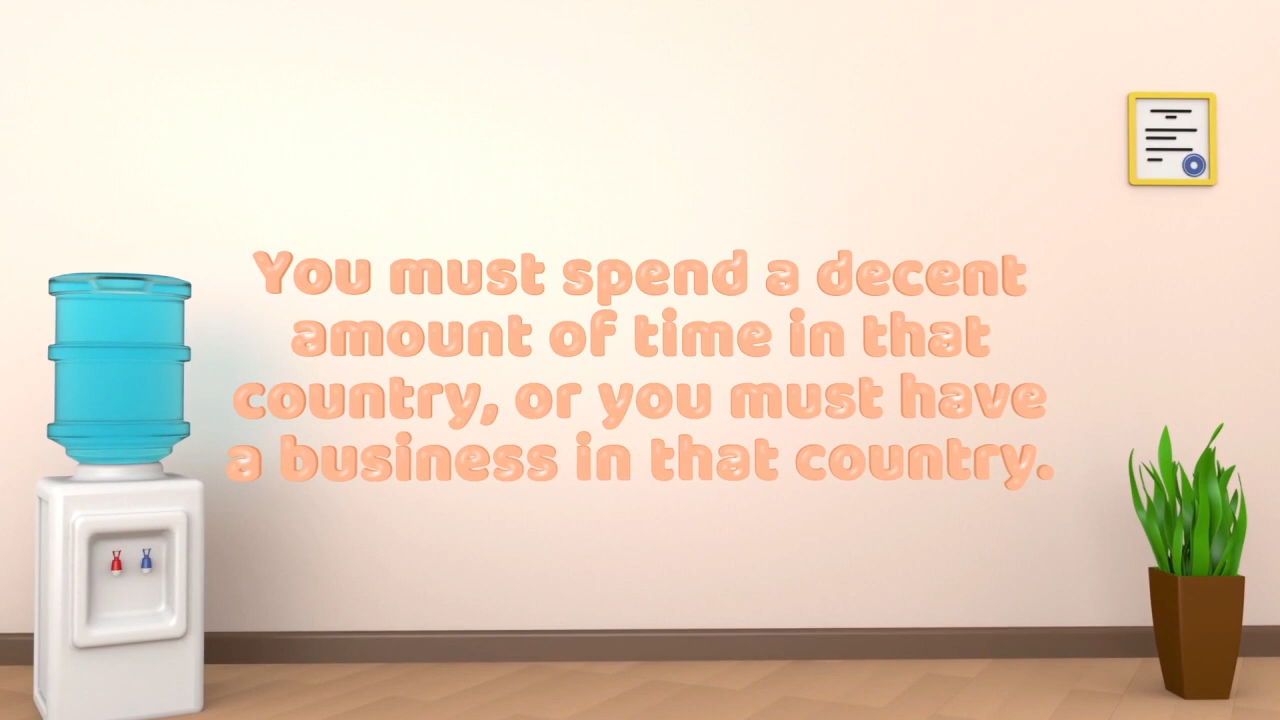 You must spend a decent
amount of time in that
country, or you must have
a business in that country.